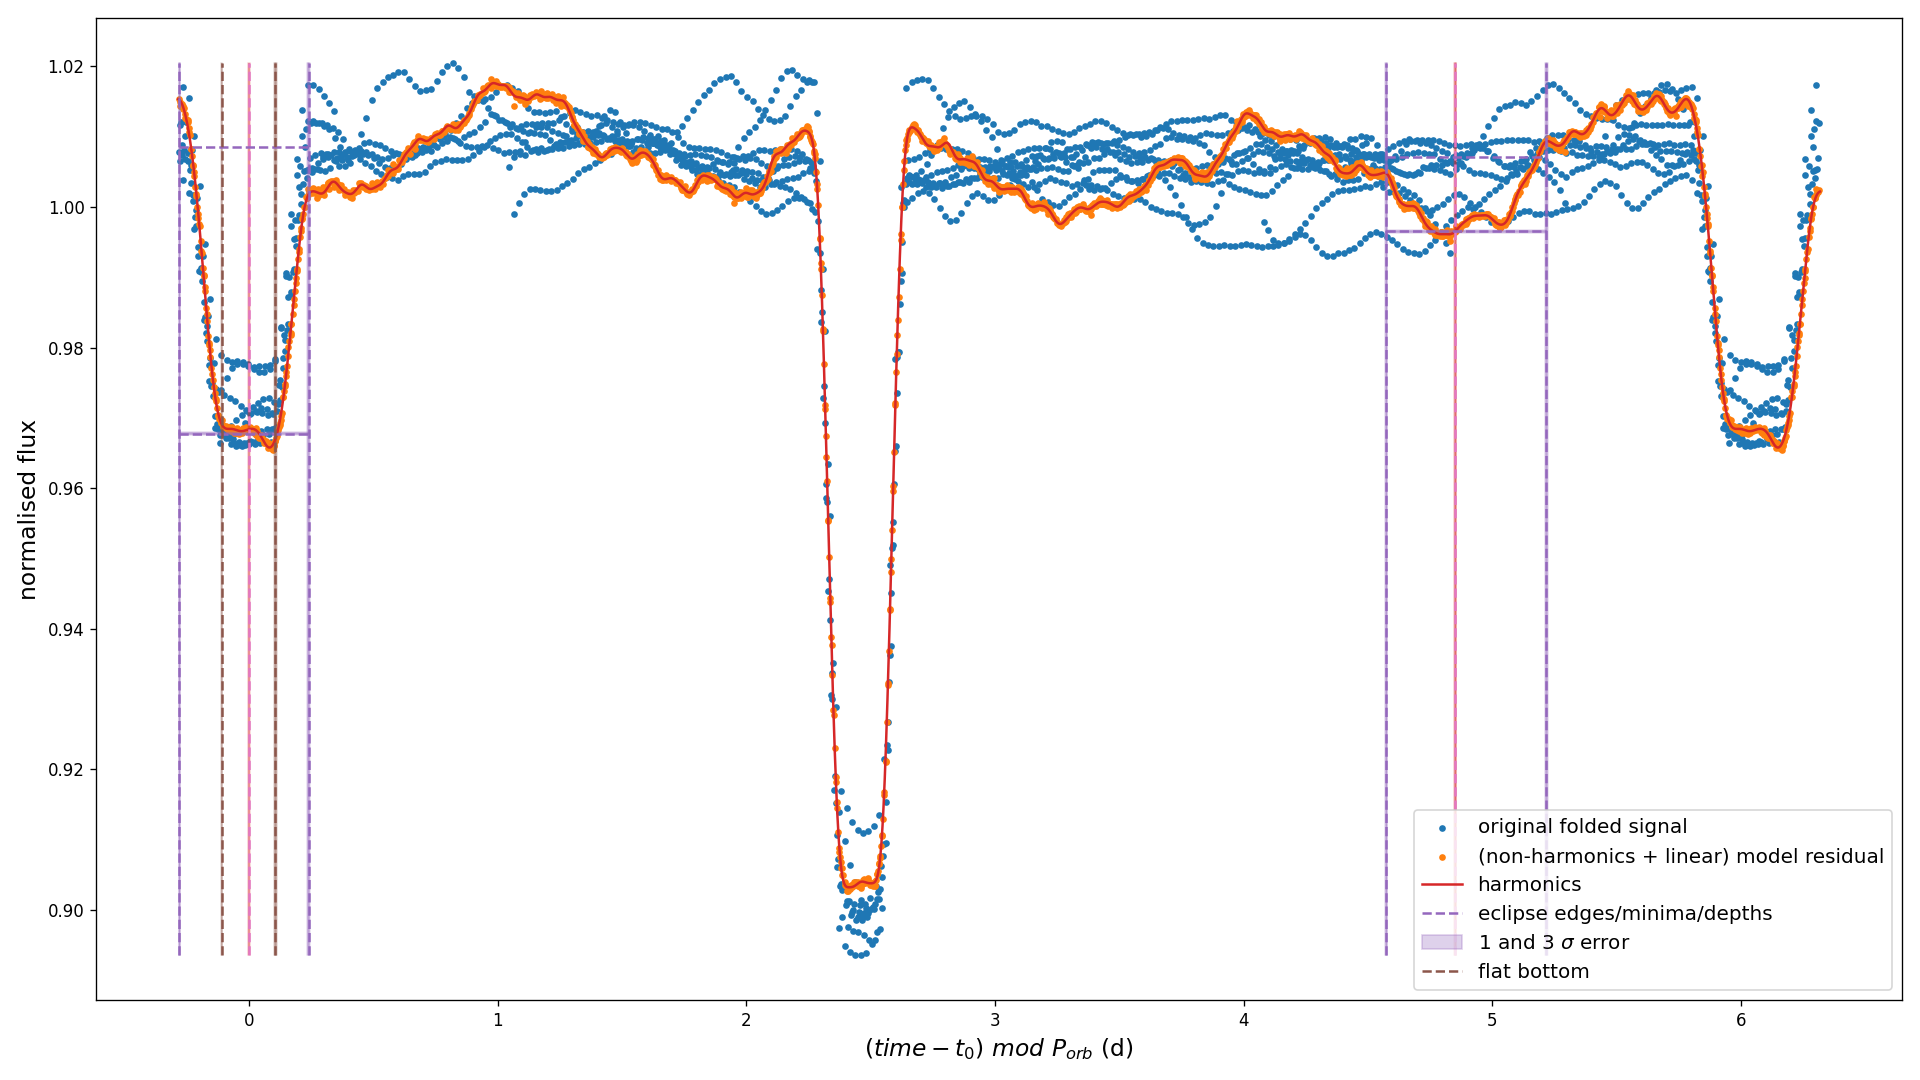 1.02
1.00
0.98
0.96
0.94
0.92
0.90
normalised flux
original folded signal
(non-harmonics + linear) model residual
harmonics
eclipse edges/minima/depths
1 and 3 σ error
flat bottom
0 1 2 3 4 5 6
(time − t₀) mod Pₒᵣᵦ (d)